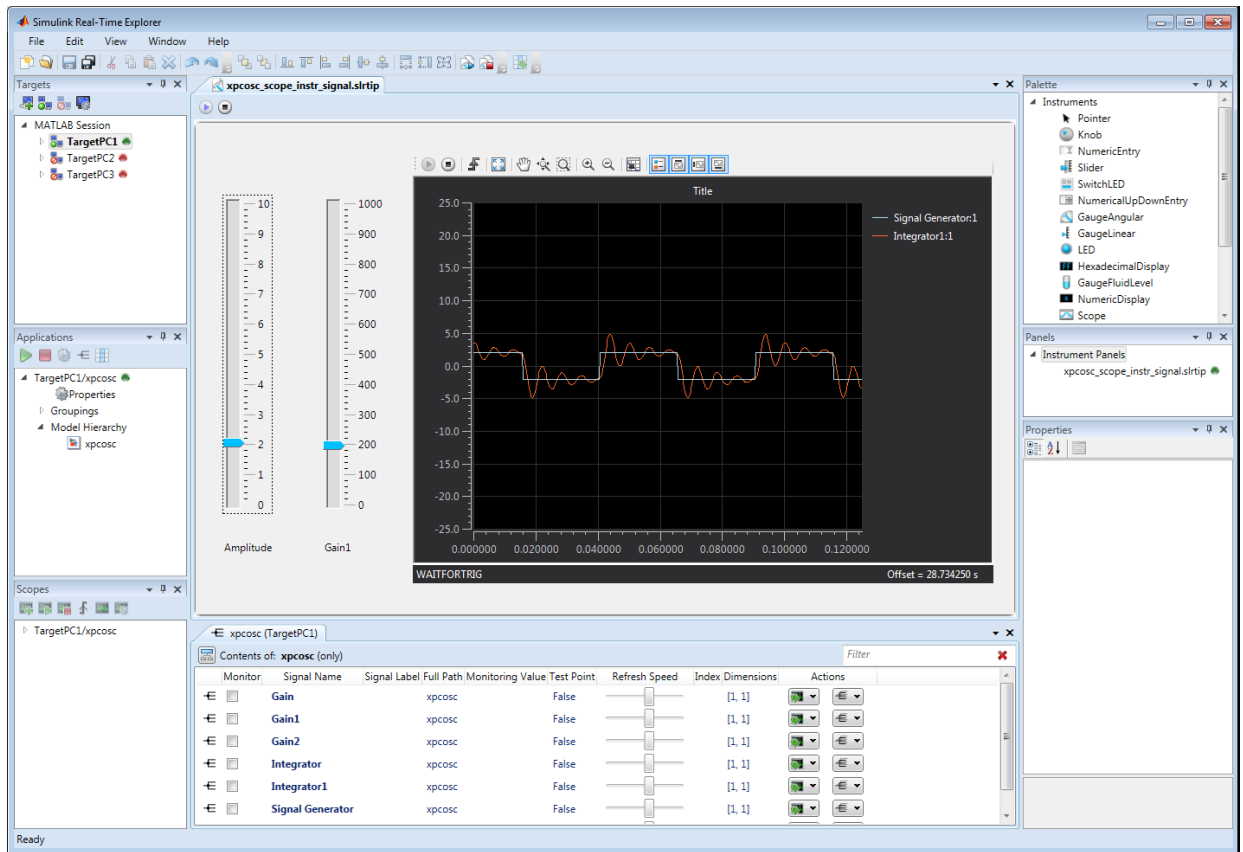 Simulink Real-Time Explorer
File Edit View Window Help
Targets
MATLAB Session
TargetPC1
TargetPC2
TargetPC3
Applications
TargetPC1/xpcosc
Properties
Groupings
Model Hierarchy
xpcosc
Scopes
TargetPC1/xpcosc
xpcosc_scope_instr_signal.slrtip
10
9
8
7
6
5
4
3
2
1
0
Amplitude
1000
900
800
700
600
500
400
300
200
100
0
Gain1
Title
25.0
20.0
15.0
10.0
5.0
0.0
-5.0
-10.0
-15.0
-20.0
-25.0
0.000000 0.020000 0.040000 0.060000 0.080000 0.100000 0.120000
Signal Generator:1
Integrator1:1
WAITFORTRIG Offset = 28.734250 s
xpcosc (TargetPC1)
Contents of: xpcosc (only) Filter
Monitor Signal Name Signal Label Full Path Monitoring Value Test Point Refresh Speed Index Dimensions Actions
Gain xpcosc False [1, 1]
Gain1 xpcosc False [1, 1]
Gain2 xpcosc False [1, 1]
Integrator xpcosc False [1, 1]
Integrator1 xpcosc False [1, 1]
Signal Generator xpcosc False [1, 1]
Palette
Instruments
Pointer
Knob
NumericEntry
Slider
SwitchLED
NumericalUpDownEntry
GaugeAngular
GaugeLinear
LED
HexadecimalDisplay
GaugeFluidLevel
NumericDisplay
Scope
Panels
Instrument Panels
xpcosc_scope_instr_signal.slrtip
Properties
Ready